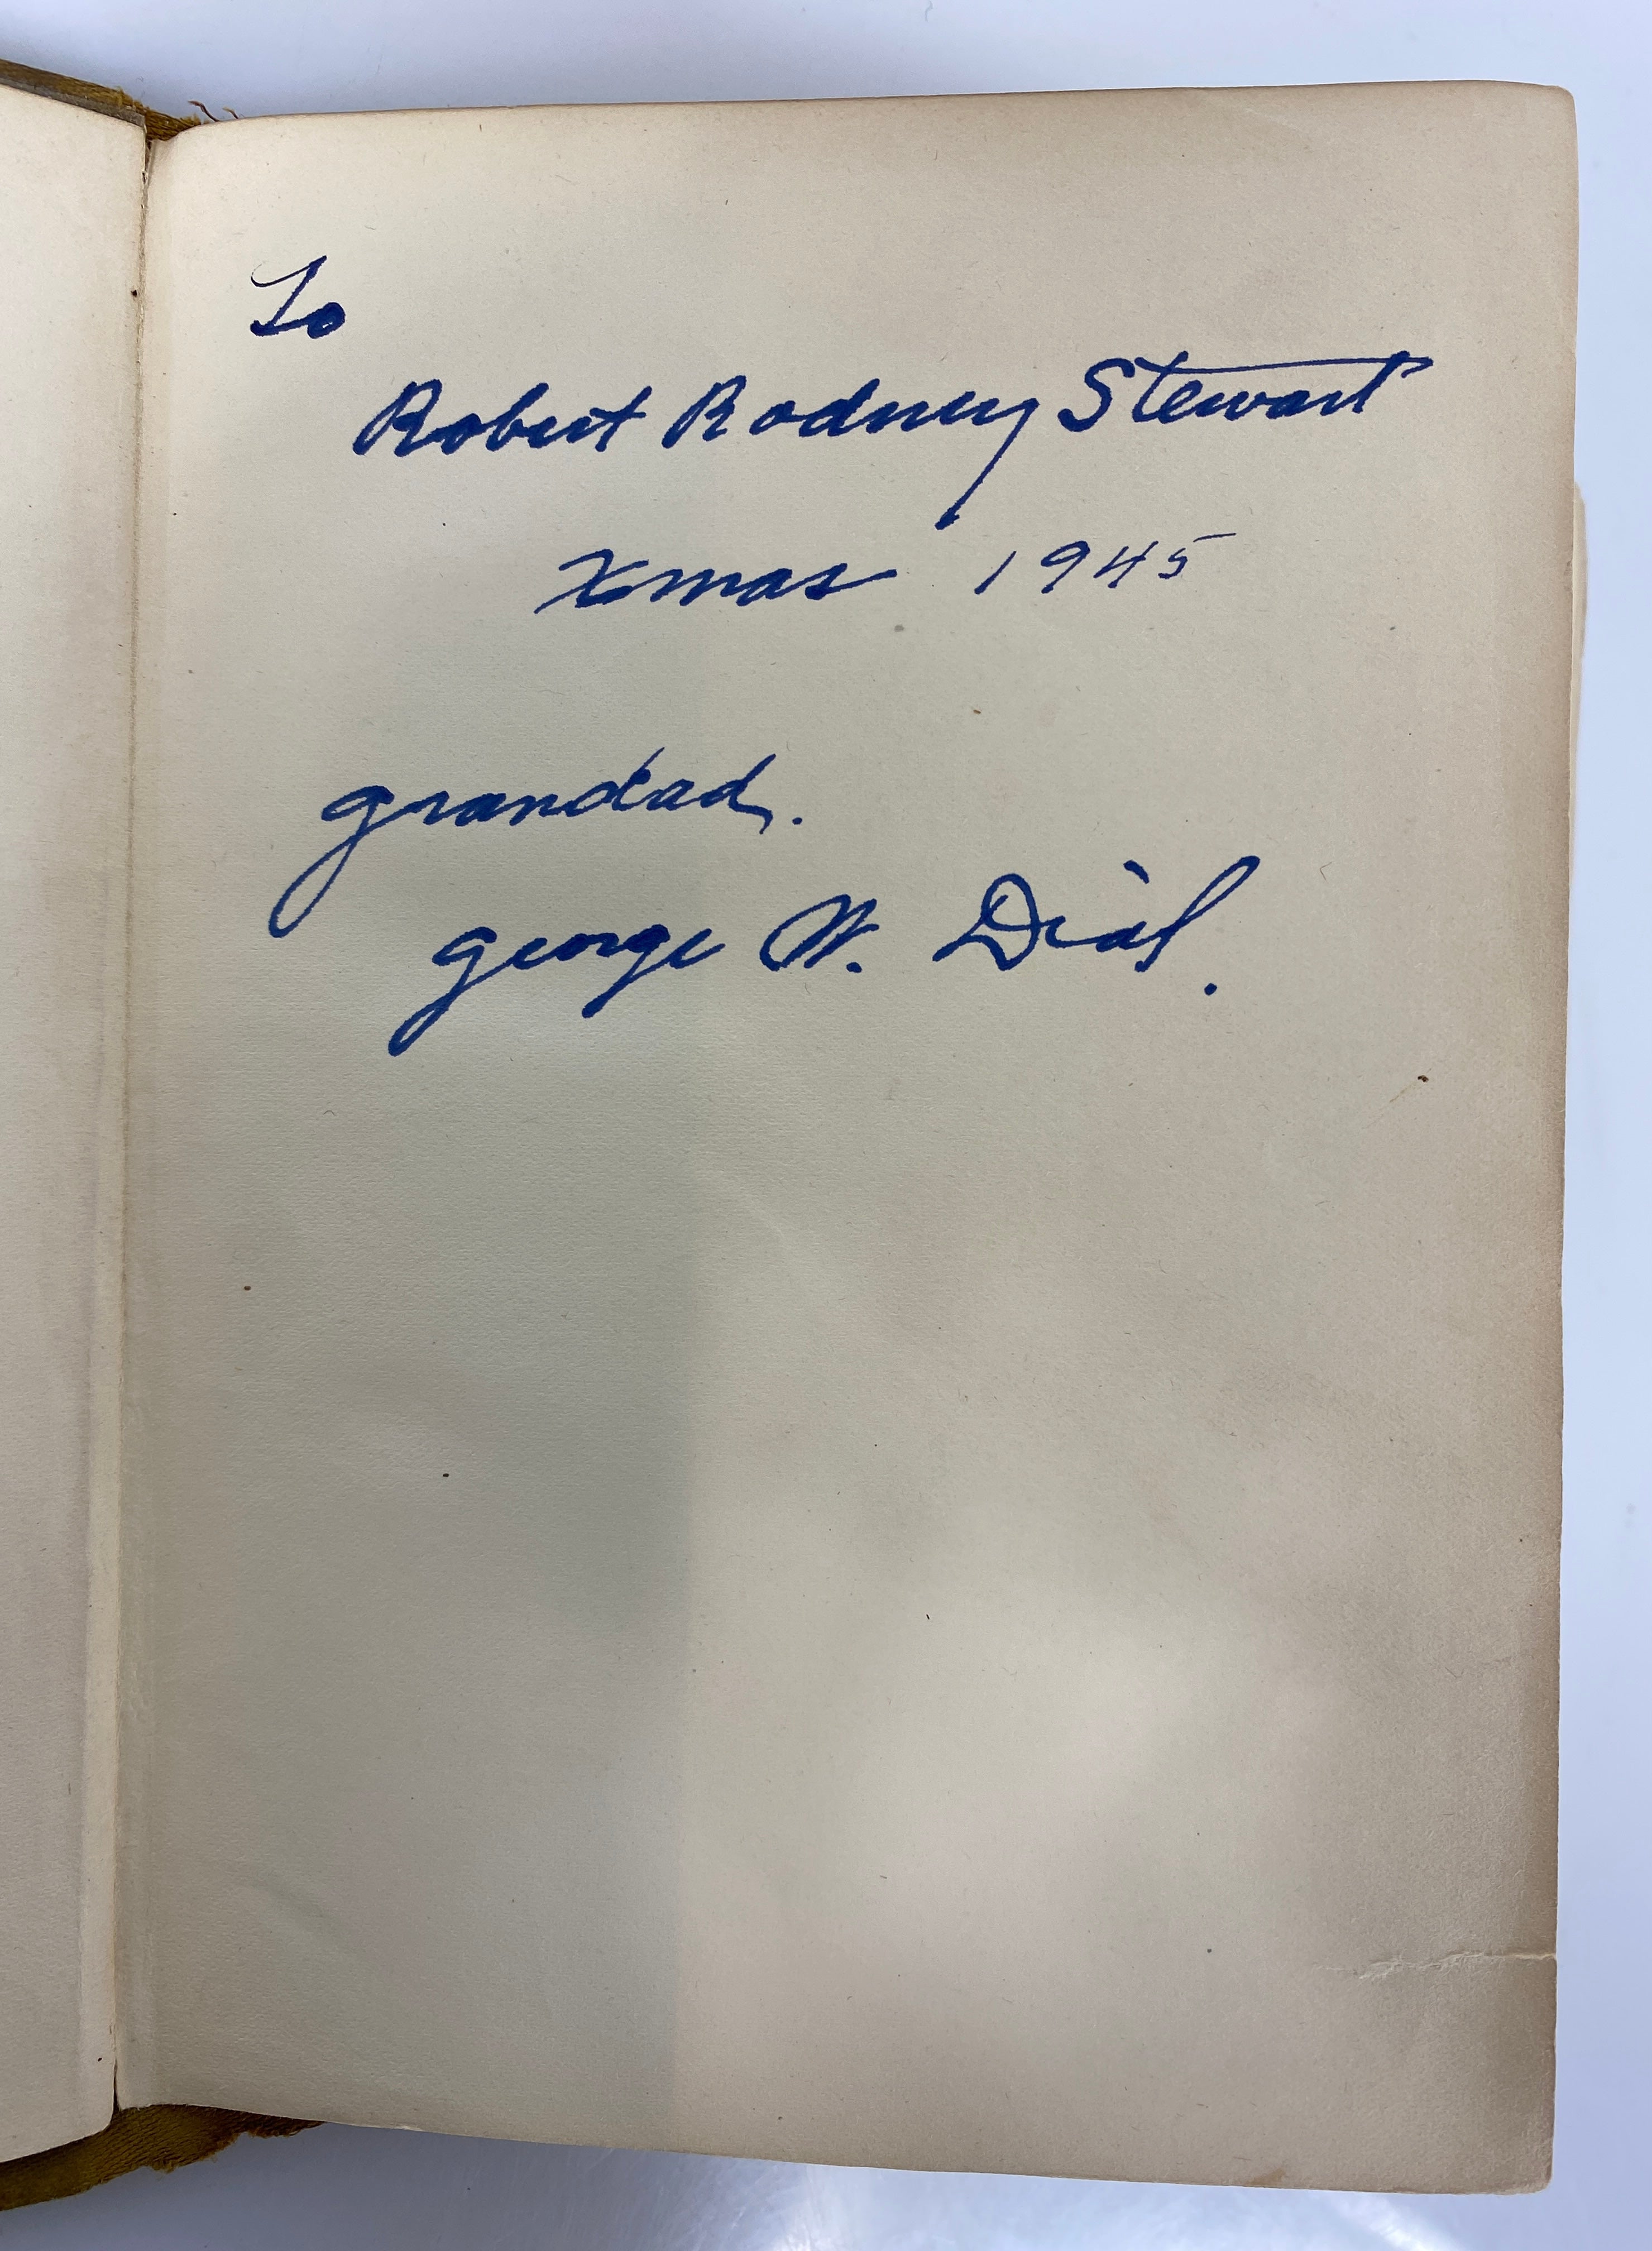 To
Robert Rodney Stewart
Xmas 1945
grandad.
george W. Dial.